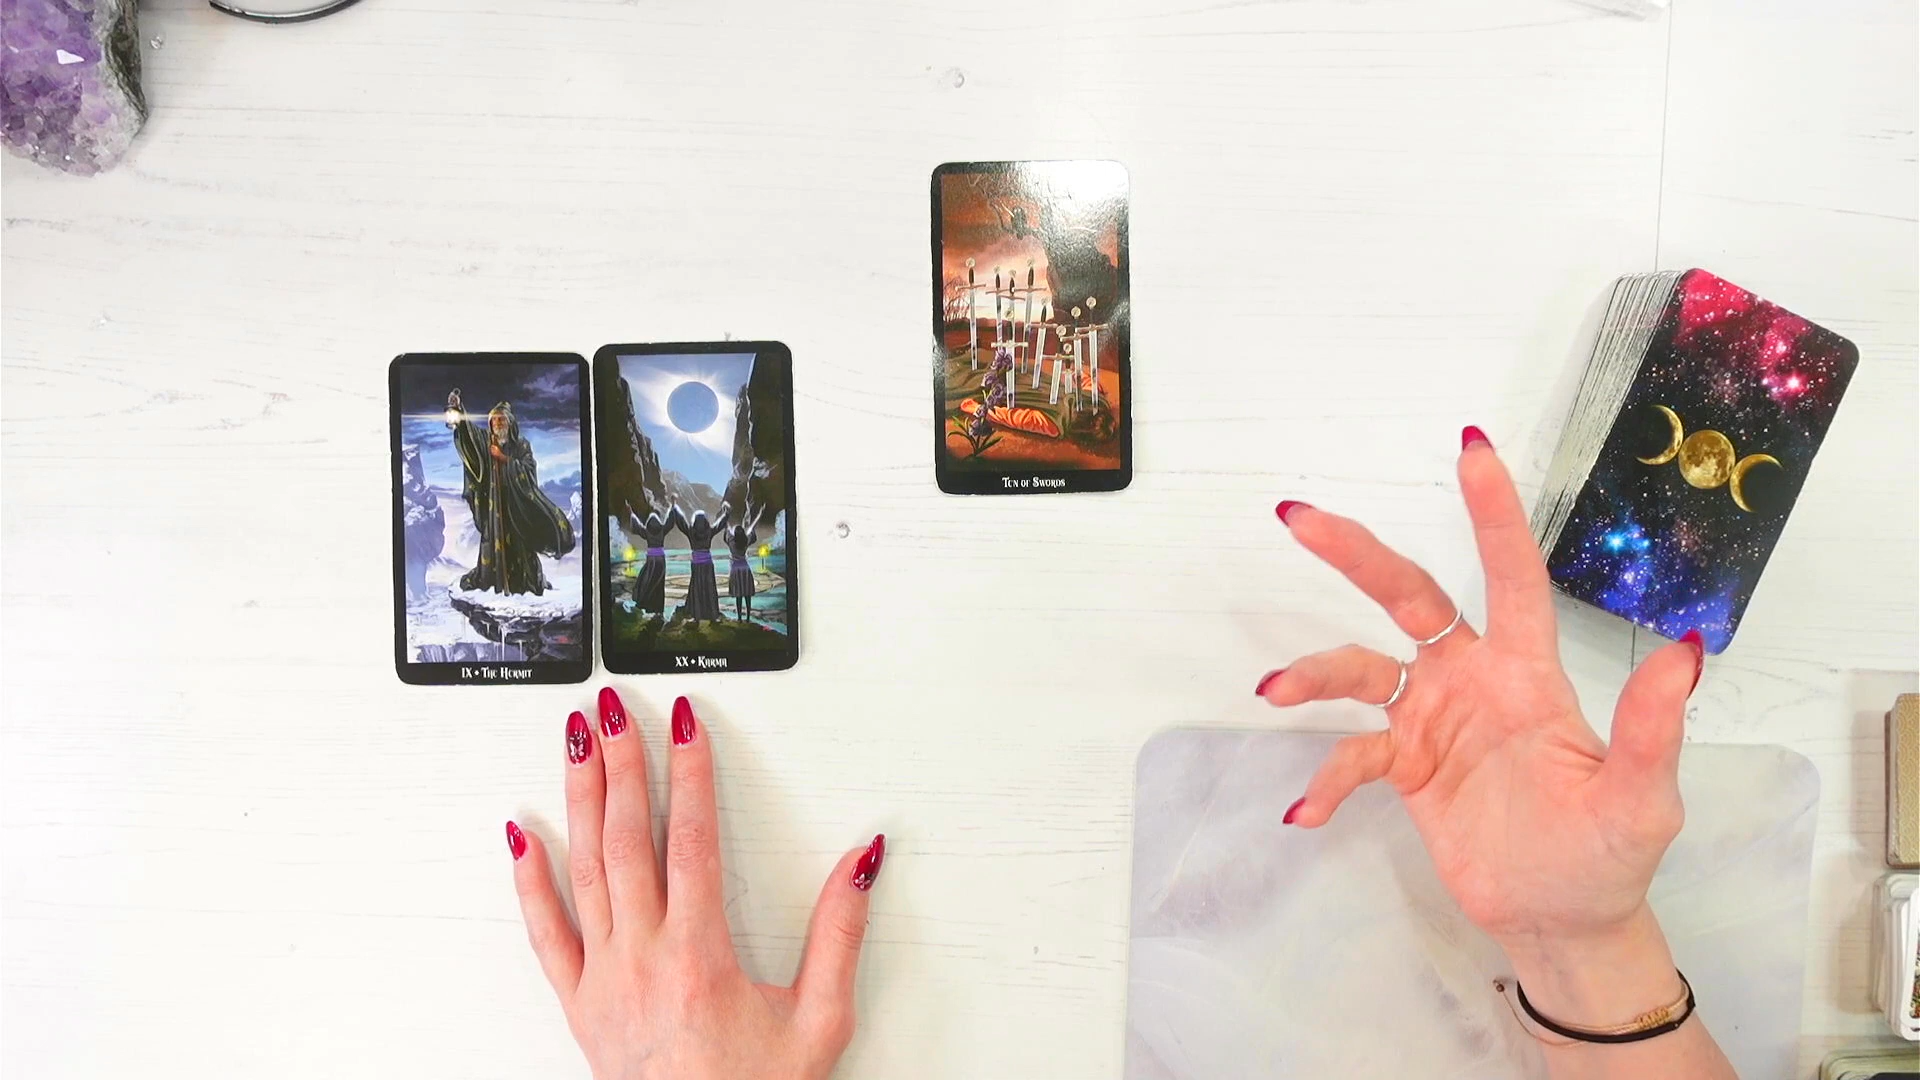 IX • The Hermit
XX • Karma
Ten of Swords